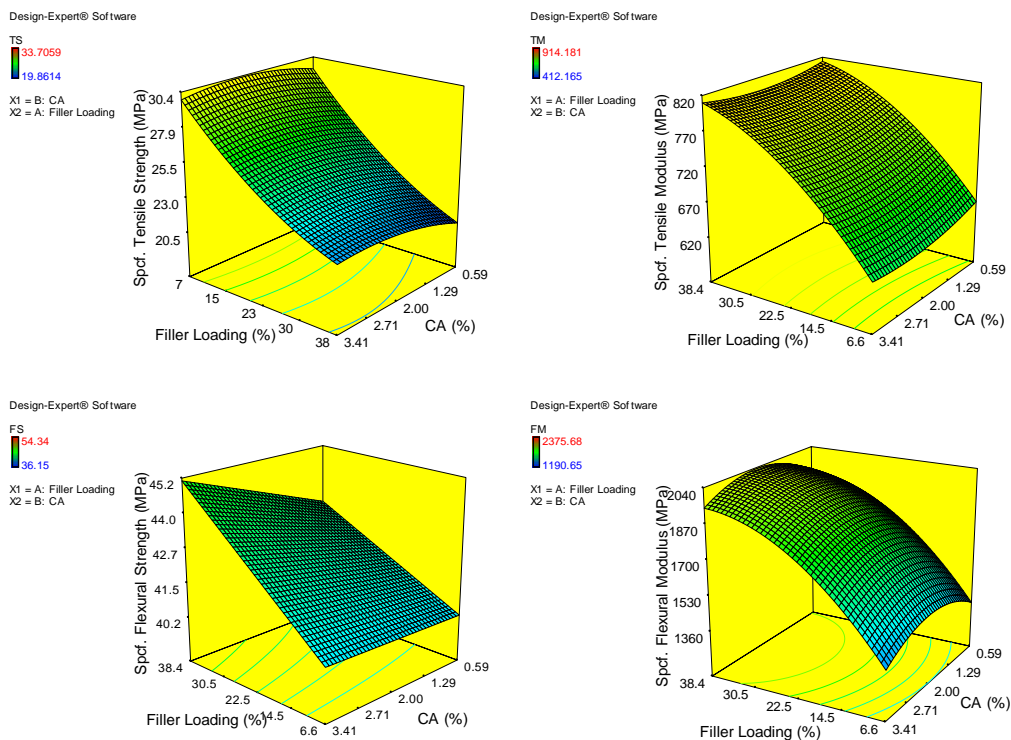 Design-Expert® Software
TS
33.7059
19.8614
X1 = B: CA
X2 = A: Filler Loading
30.4
27.9
25.5
23.0
20.5
Spcf. Tensile Strength (MPa)
7
15
23
30
38
Filler Loading (%)
3.41
2.71
2.00
1.29
0.59
CA (%)
Design-Expert® Software
TM
914.181
412.165
X1 = A: Filler Loading
X2 = B: CA
820
770
720
670
620
Spcf. Tensile Modulus (MPa)
38.4
30.5
22.5
14.5
6.6
Filler Loading (%)
3.41
2.71
2.00
1.29
0.59
CA (%)
Design-Expert® Software
FS
54.34
36.15
X1 = A: Filler Loading
X2 = B: CA
45.2
44.0
42.7
41.5
40.2
Spcf. Flexural Strength (MPa)
38.4
30.5
22.5
14.5
6.6
Filler Loading (%)
3.41
2.71
2.00
1.29
0.59
CA (%)
Design-Expert® Software
FM
2375.68
1190.65
X1 = A: Filler Loading
X2 = B: CA
2040
1870
1700
1530
1360
Spcf. Flexural Modulus (MPa)
38.4
30.5
22.5
14.5
6.6
Filler Loading (%)
3.41
2.71
2.00
1.29
0.59
CA (%)